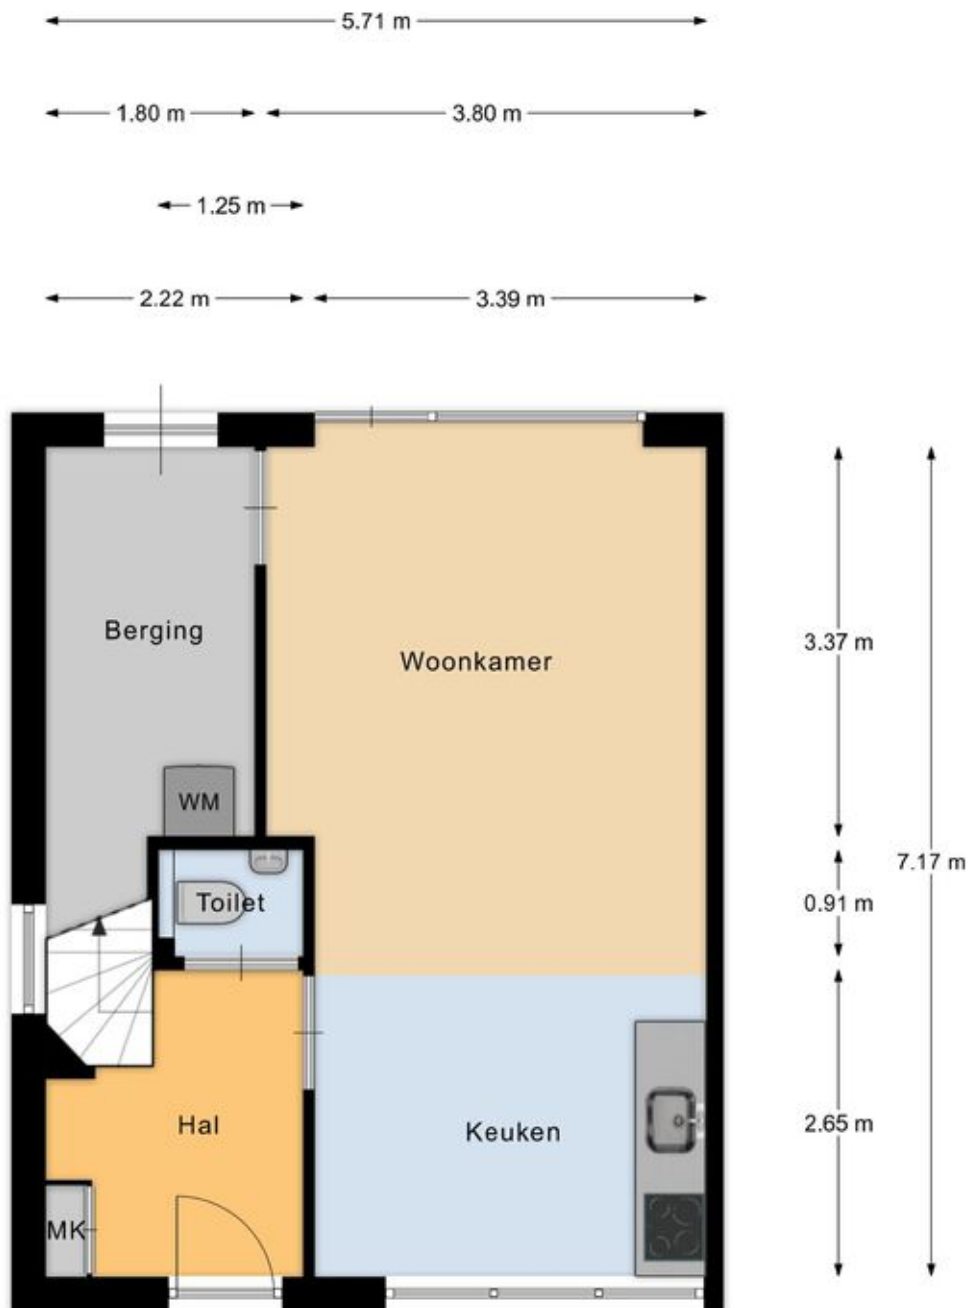 5.71 m
1.80 m
3.80 m
1.25 m
2.22 m
3.39 m
Berging
Woonkamer
3.37 m
WM
7.17 m
Toilet
0.91 m
Hal
Keuken
2.65 m
MK